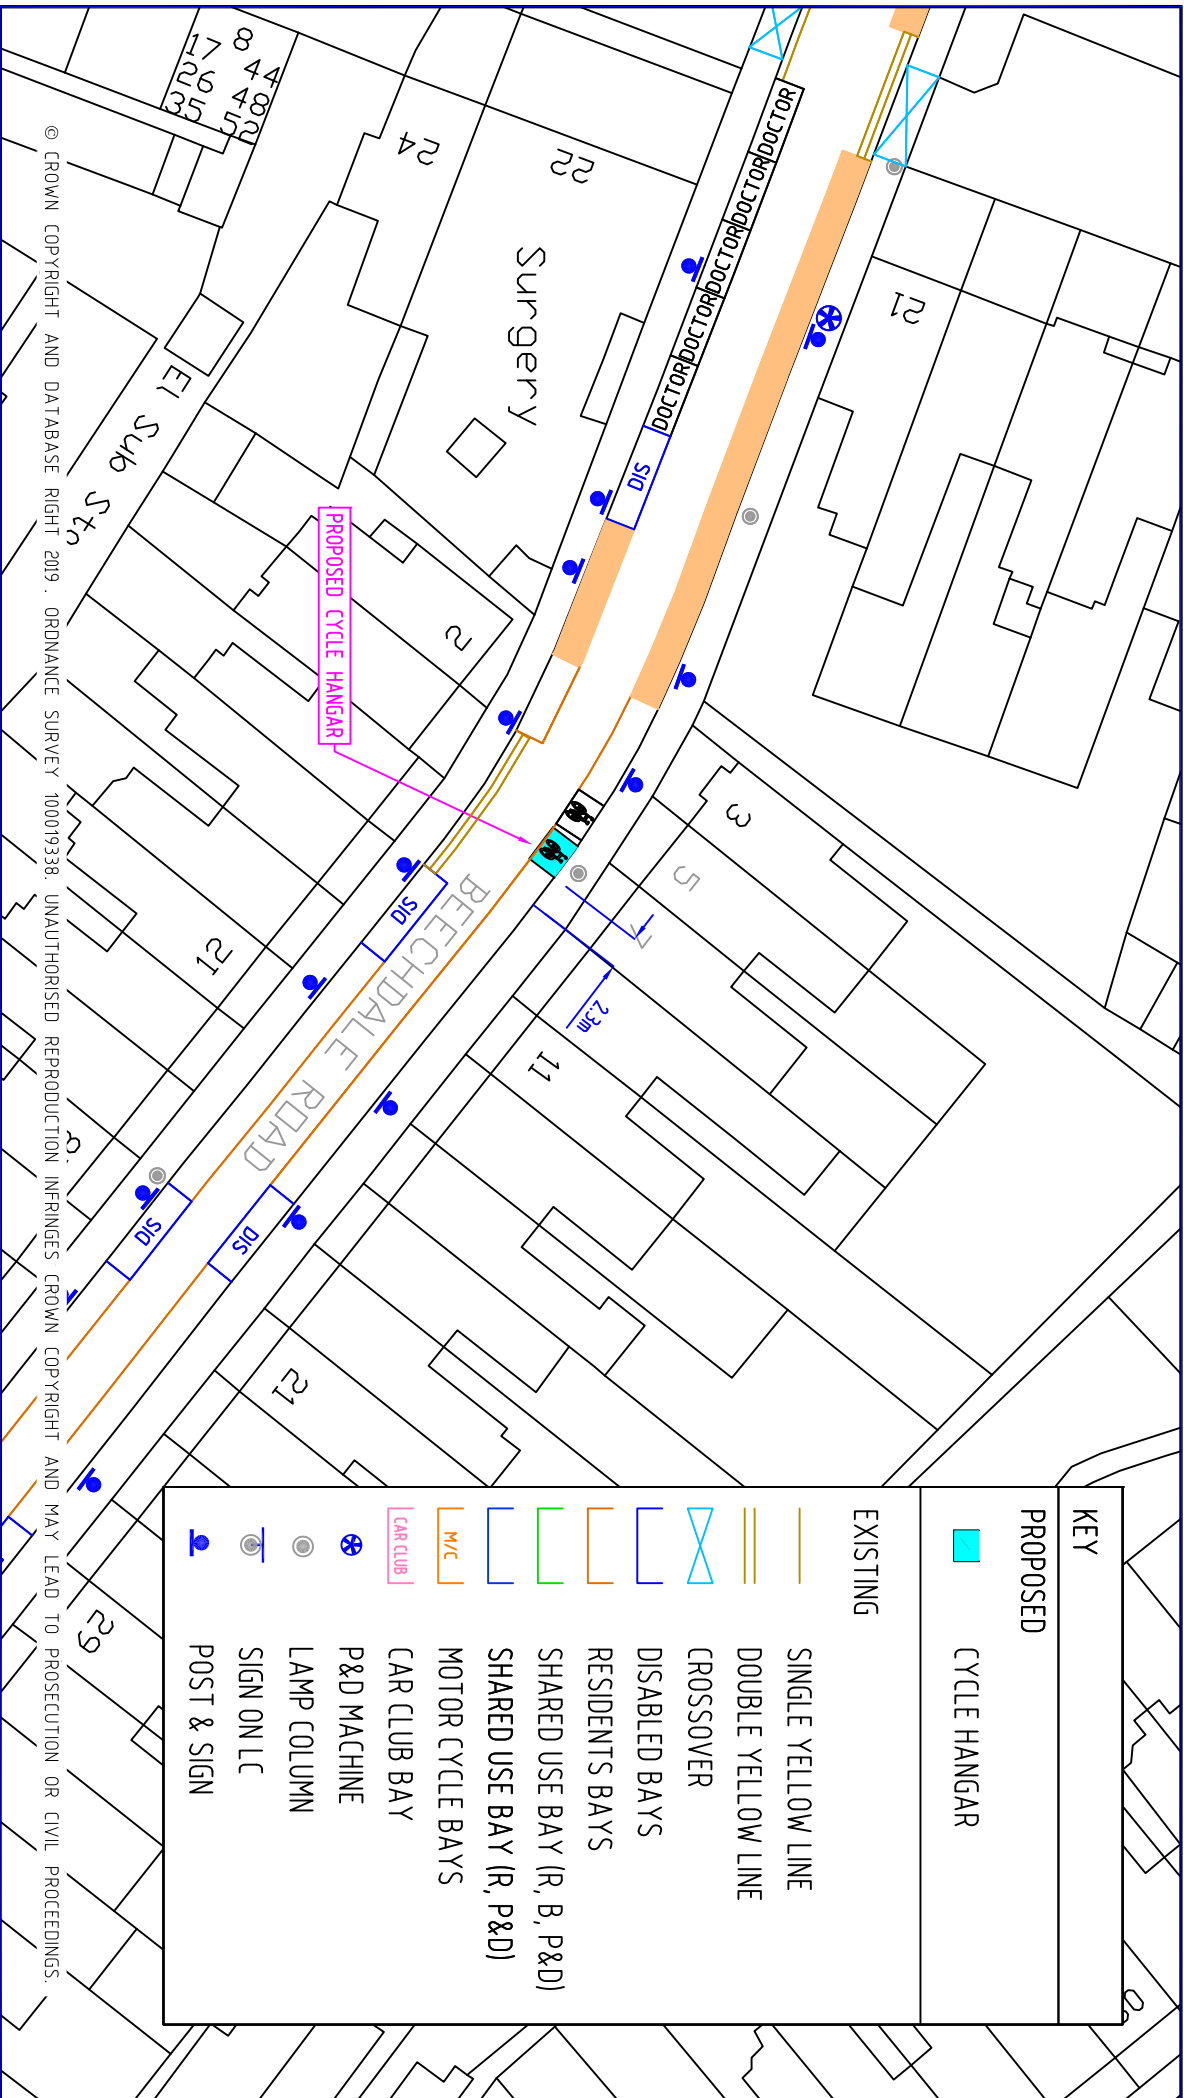 8
17 44
26 48
35 52
24
22
Surgery
21
DOCTOR
DOCTOR
DOCTOR
DOCTOR
DOCTOR
DIS
El Sub Sta
PROPOSED CYCLE HANGAR
2
3
5
7
2.3m
11
12
DIS
BEECHDALE ROAD
DIS
DIS
21
29
KEY
PROPOSED
CYCLE HANGAR
EXISTING
SINGLE YELLOW LINE
DOUBLE YELLOW LINE
CROSSOVER
DISABLED BAYS
RESIDENTS BAYS
SHARED USE BAY (R, B, P&D)
SHARED USE BAY (R, P&D)
M/C MOTOR CYCLE BAYS
CAR CLUB CAR CLUB BAY
P&D MACHINE
LAMP COLUMN
SIGN ON LC
POST & SIGN
© CROWN COPYRIGHT AND DATABASE RIGHT 2019. ORDNANCE SURVEY 100019338. UNAUTHORISED REPRODUCTION INFRINGES CROWN COPYRIGHT AND MAY LEAD TO PROSECUTION OR CIVIL PROCEEDINGS.